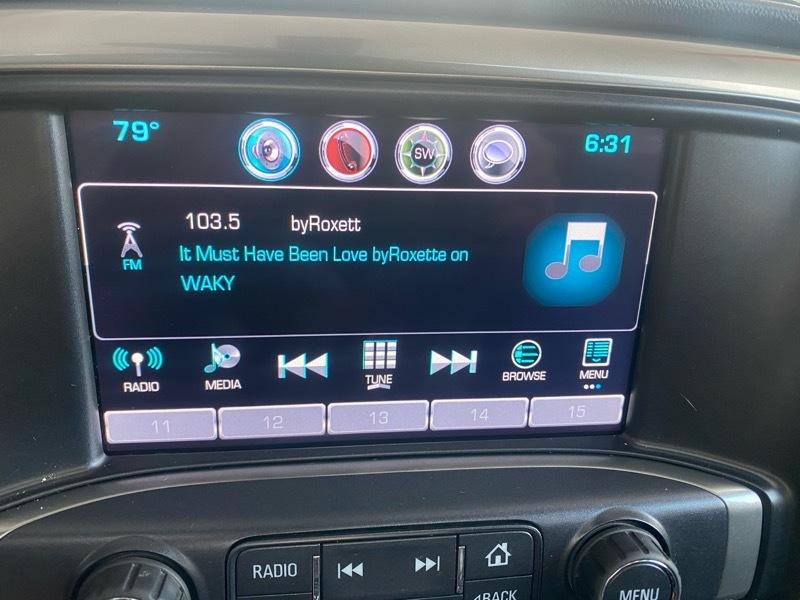 79°
SW
6:31
103.5 byRoxett
FM
It Must Have Been Love byRoxette on
WAKY
RADIO MEDIA TUNE BROWSE MENU
11 12 13 14 15
RADIO
BACK
MENU